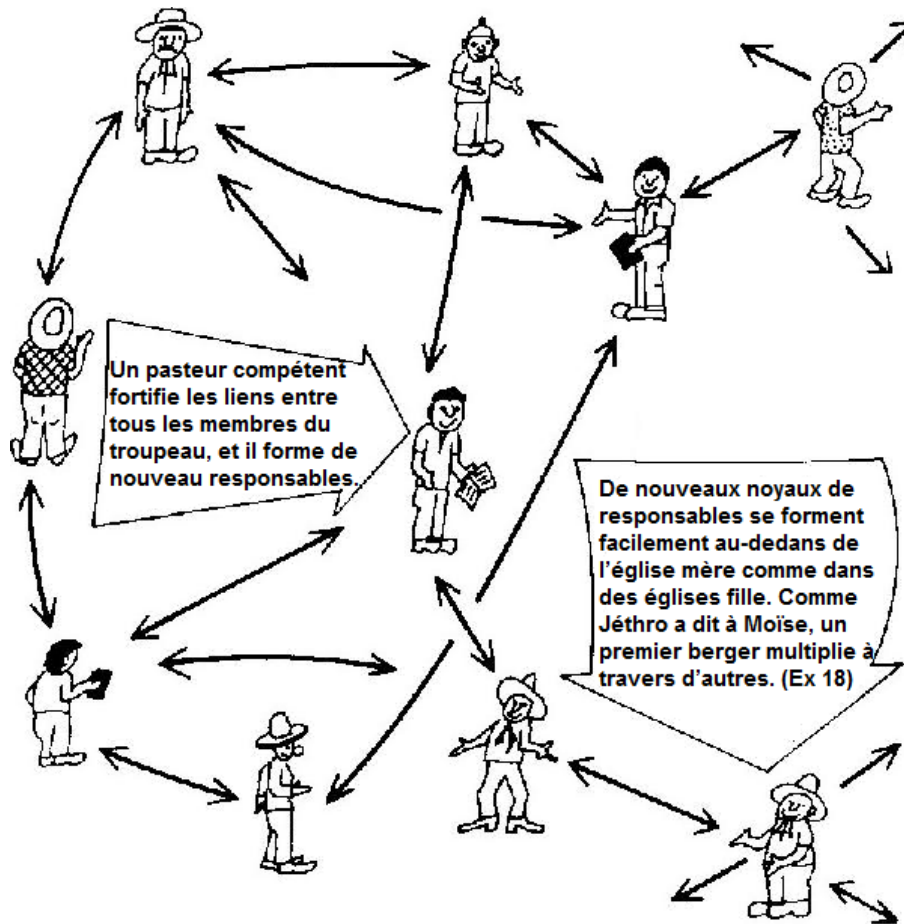 Un pasteur compétent
fortifie les liens entre
tous les membres du
troupeau, et il forme de
nouveau responsables.
De nouveaux noyaux de
responsables se forment
facilement au-dedans de
l'église mère comme dans
des églises fille. Comme
Jéthro a dit à Moïse, un
premier berger multiplie à
travers d'autres. (Ex 18)